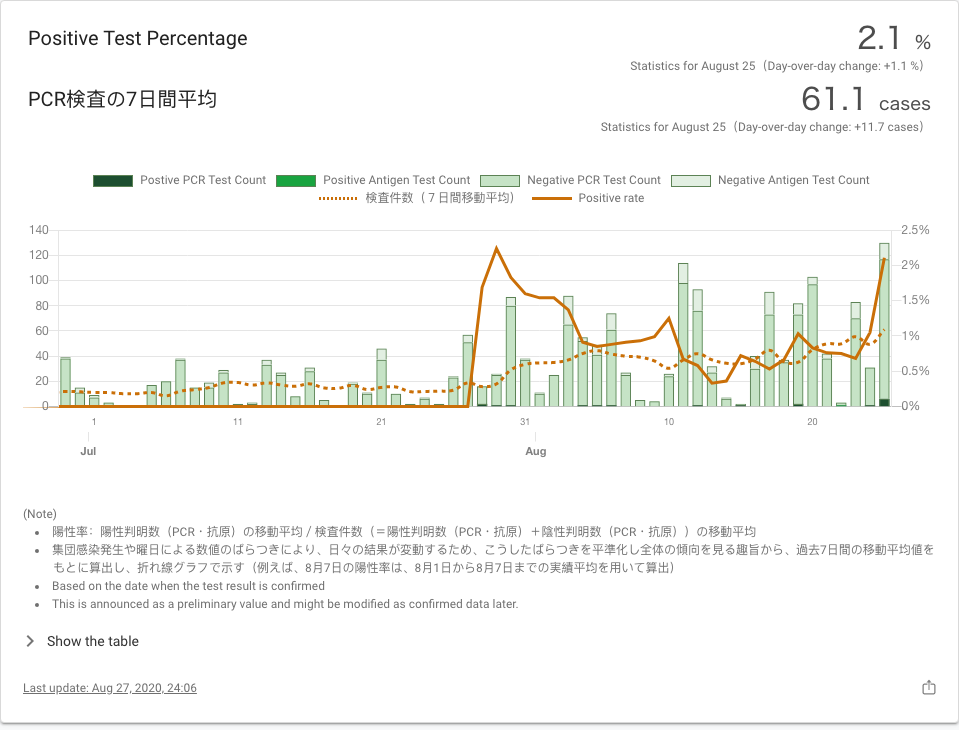 Positive Test Percentage
2.1 %
Statistics for August 25（Day-over-day change: +1.1 %）
PCR検査の7日間平均
61.1 cases
Statistics for August 25（Day-over-day change: +11.7 cases）
Postive PCR Test Count Positive Antigen Test Count Negative PCR Test Count Negative Antigen Test Count
検査件数（７日間移動平均） Positive rate
140 2.5%
120 2%
100 1.5%
80
60 1%
40 0.5%
20
0 0%
1 11 21 31 10 20
Jul Aug
(Note)
• 陽性率：陽性判明数（PCR・抗原）の移動平均 / 検査件数（＝陽性判明数（PCR・抗原）＋陰性判明数（PCR・抗原））の移動平均
• 集団感染発生や曜日による数値のばらつきにより、日々の結果が変動するため、こうしたばらつきを平準化し全体の傾向を見る趣旨から、過去7日間の移動平均値を
もとに算出し、折れ線グラフで示す（例えば、8月7日の陽性率は、8月1日から8月7日までの実績平均を用いて算出）
• Based on the date when the test result is confirmed
• This is announced as a preliminary value and might be modified as confirmed data later.
Show the table
Last update: Aug 27, 2020, 24:06